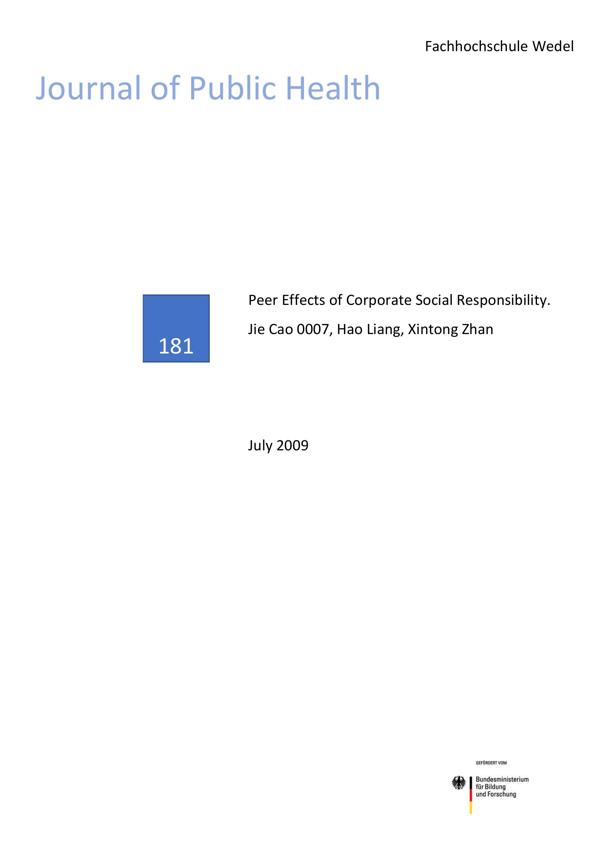 Fachhochschule Wedel
Journal of Public Health
Peer Effects of Corporate Social Responsibility.
Jie Cao 0007, Hao Liang, Xintong Zhan
181
July 2009
GEFÖRDERT VOM
Bundesministerium
für Bildung
und Forschung